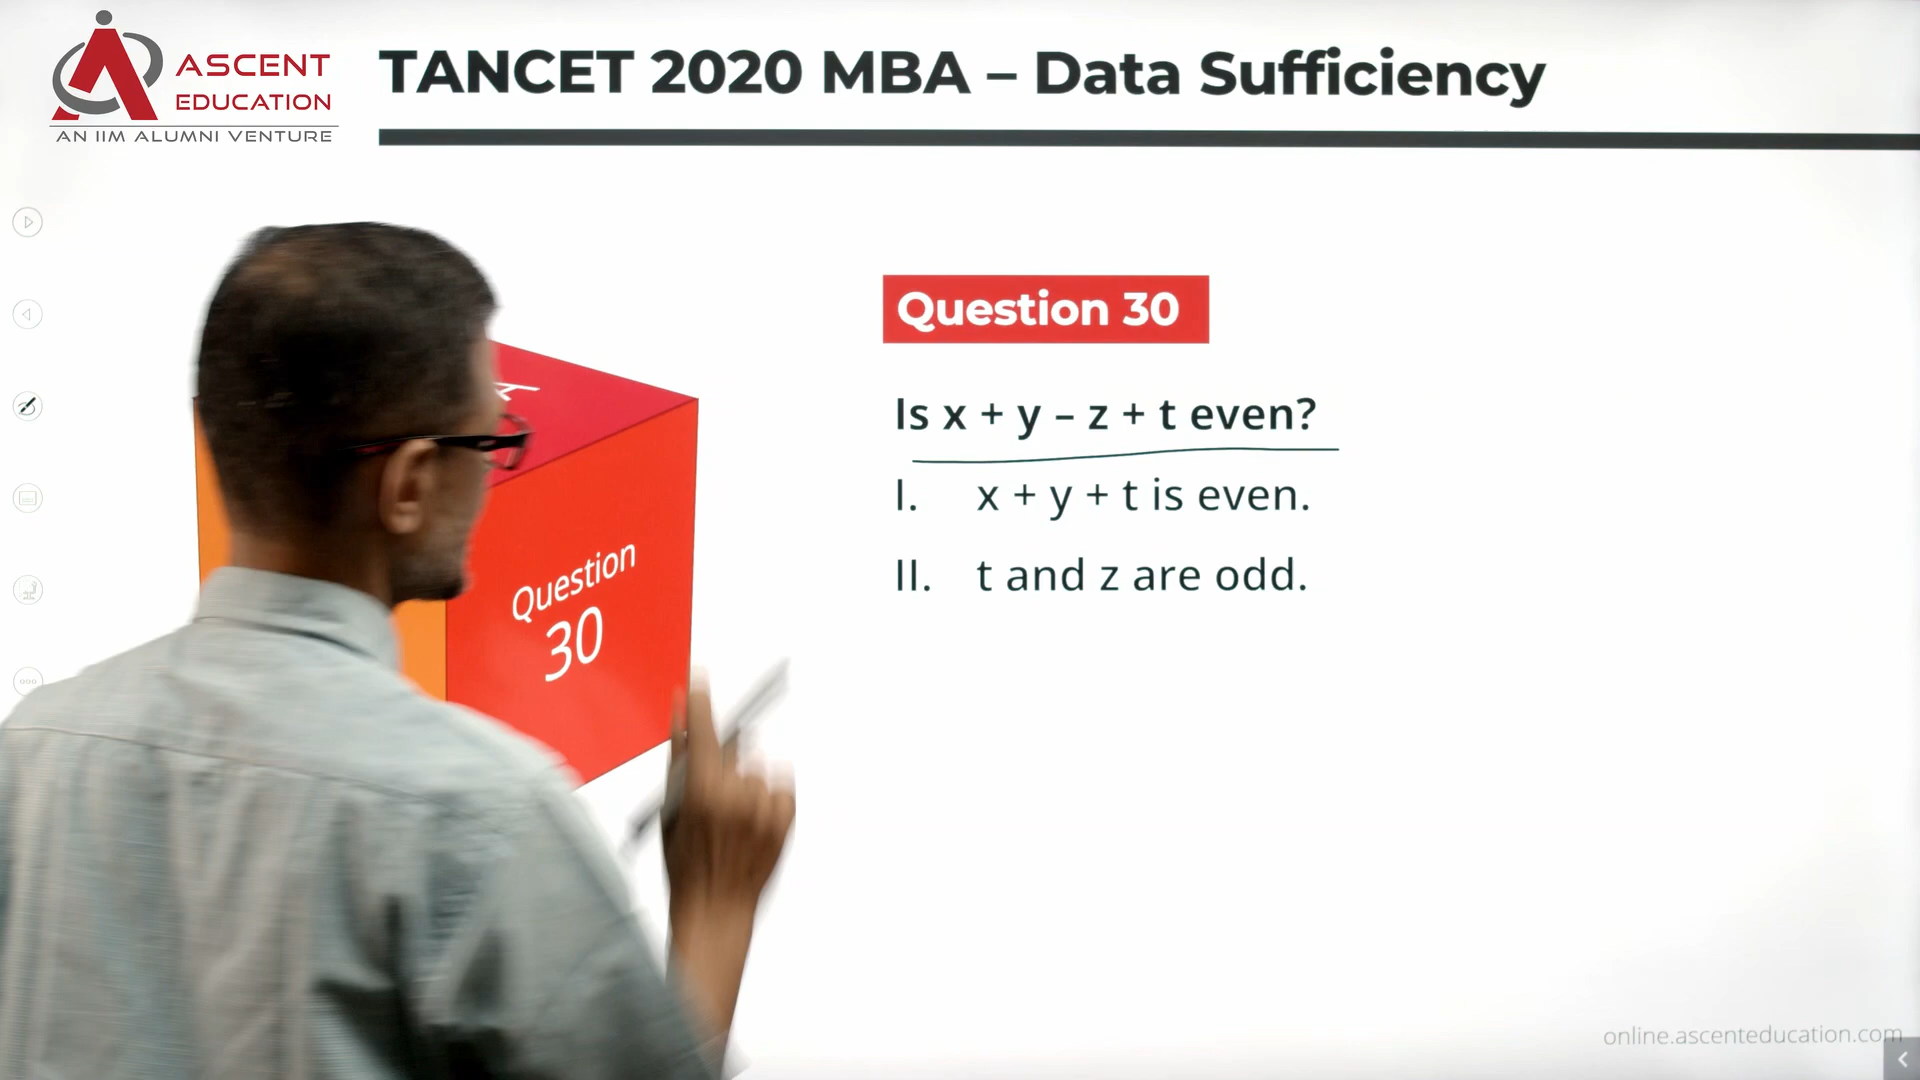 ASCENT
EDUCATION
AN IIM ALUMNI VENTURE
TANCET 2020 MBA – Data Sufficiency
Question 30
Is x + y – z + t even?
I. x + y + t is even.
II. t and z are odd.
Question
30
online.ascenteducation.com